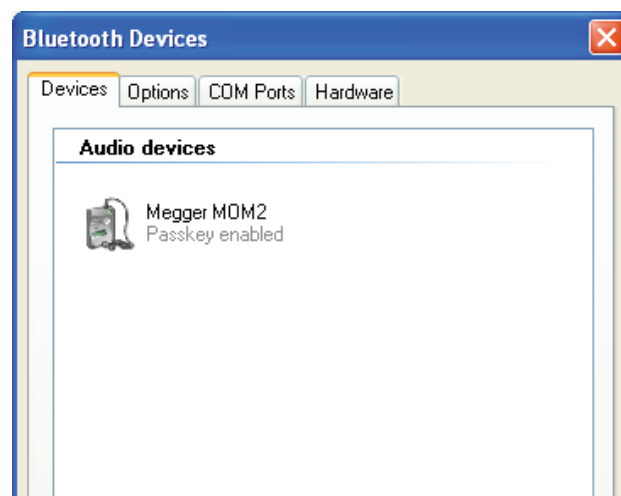 Bluetooth Devices
Devices Options COM Ports Hardware
Audio devices
Megger MOM2
Passkey enabled